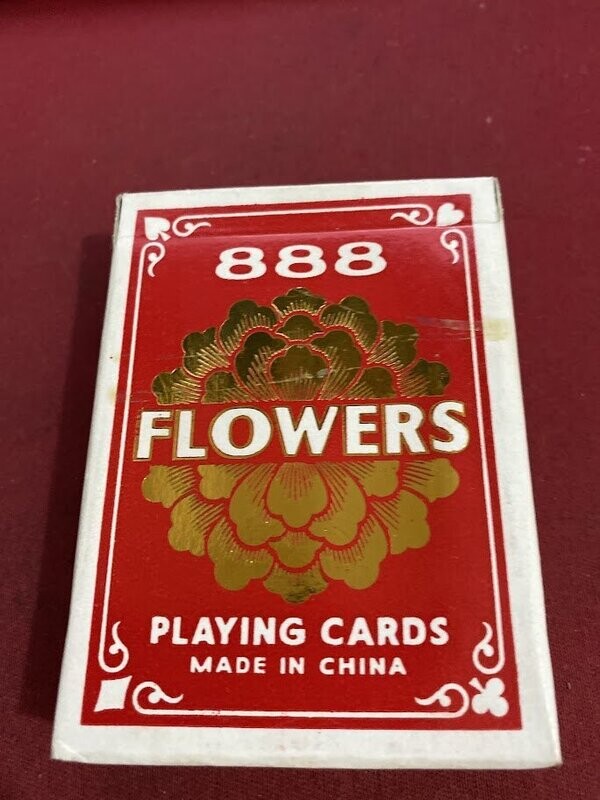 888
FLOWERS
PLAYING CARDS
MADE IN CHINA